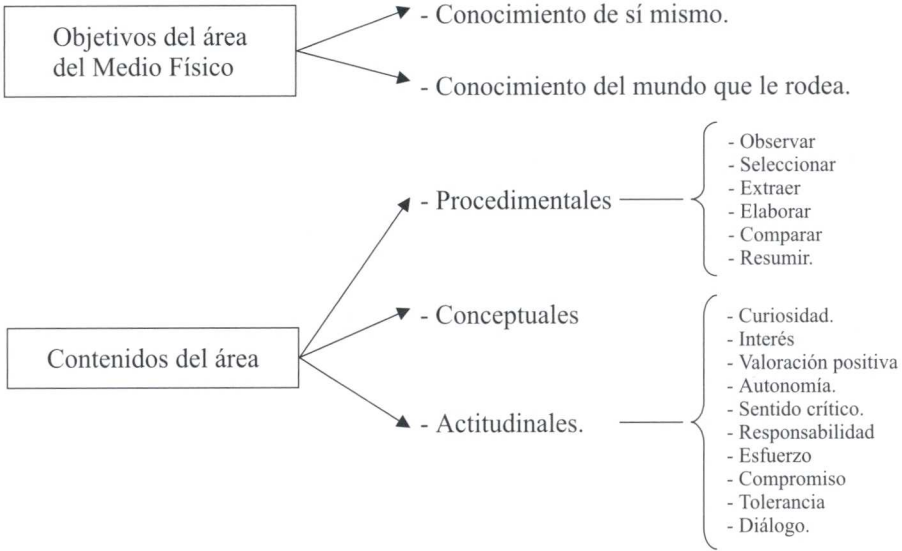 Objetivos del área
del Medio Físico
- Conocimiento de sí mismo.
- Conocimiento del mundo que le rodea.
Contenidos del área
- Procedimentales
- Observar
- Seleccionar
- Extraer
- Elaborar
- Comparar
- Resumir.
- Conceptuales
- Actitudinales.
- Curiosidad.
- Interés
- Valoración positiva
- Autonomía.
- Sentido crítico.
- Responsabilidad
- Esfuerzo
- Compromiso
- Tolerancia
- Diálogo.